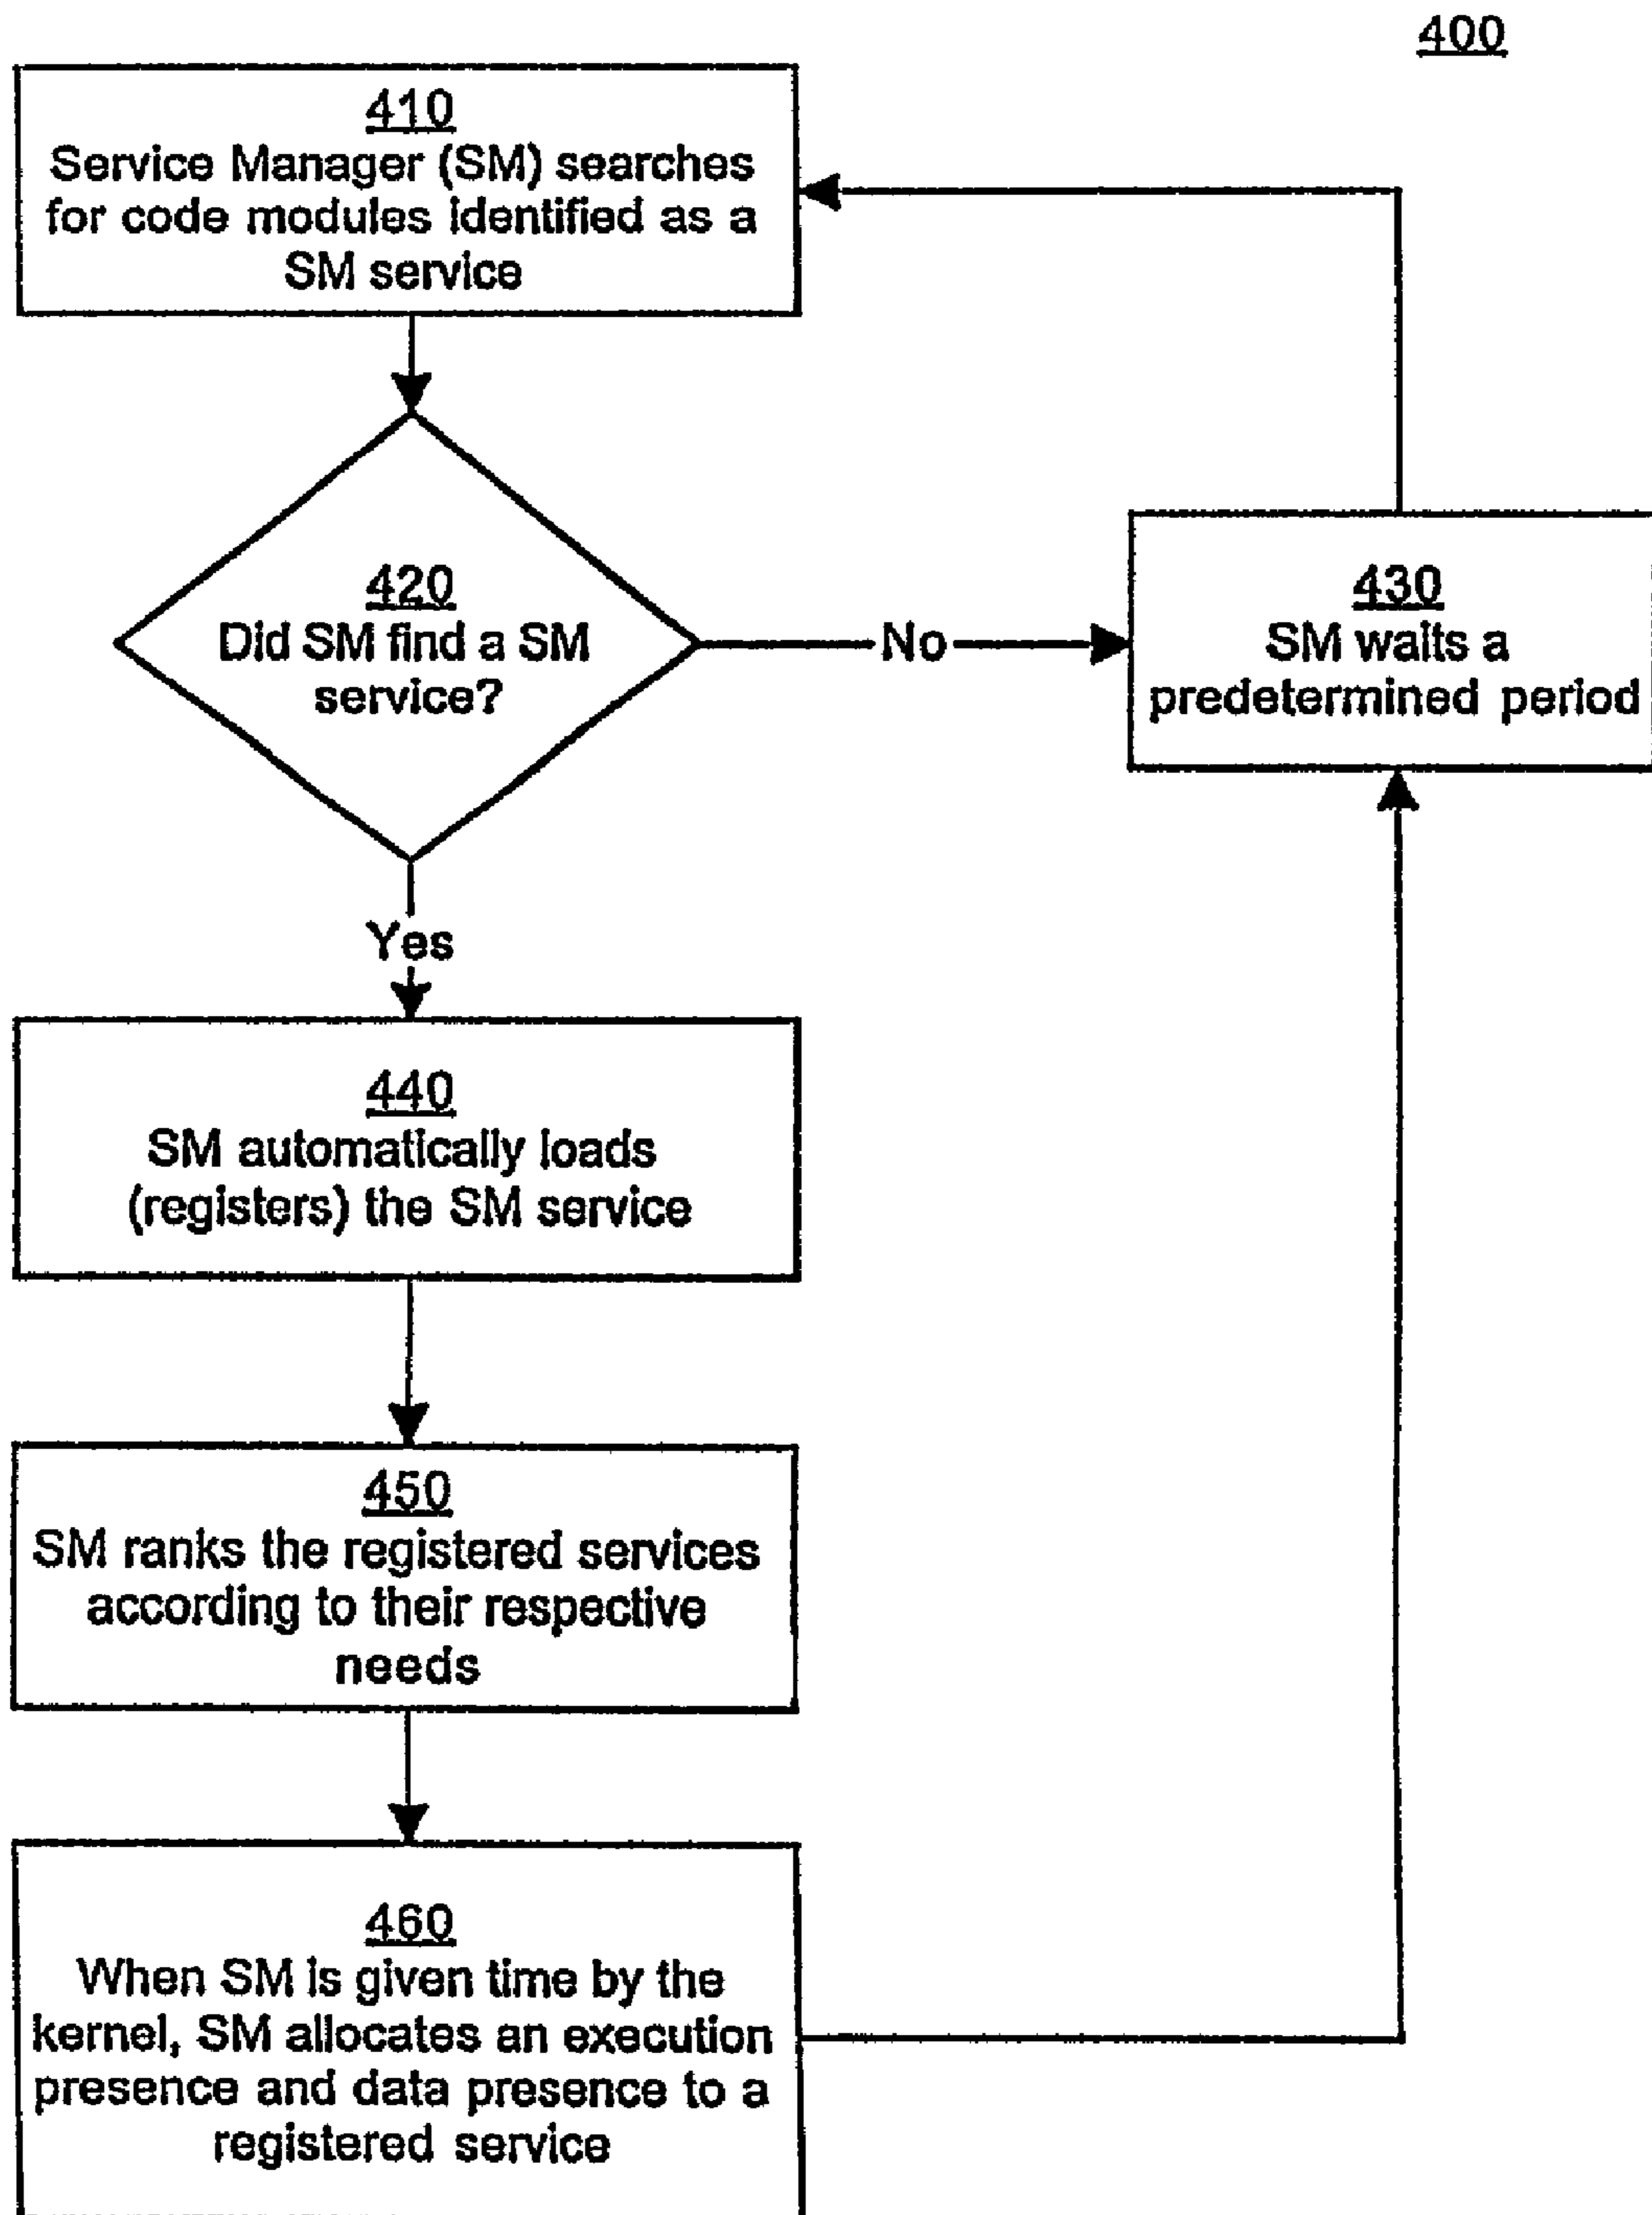 400
410
Service Manager (SM) searches
for code modules identified as a
SM service
420
Did SM find a SM
service?
No
430
SM waits a
predetermined period
Yes
440
SM automatically loads
(registers) the SM service
450
SM ranks the registered services
according to their respective
needs
460
When SM is given time by the
kernel, SM allocates an execution
presence and data presence to a
registered service